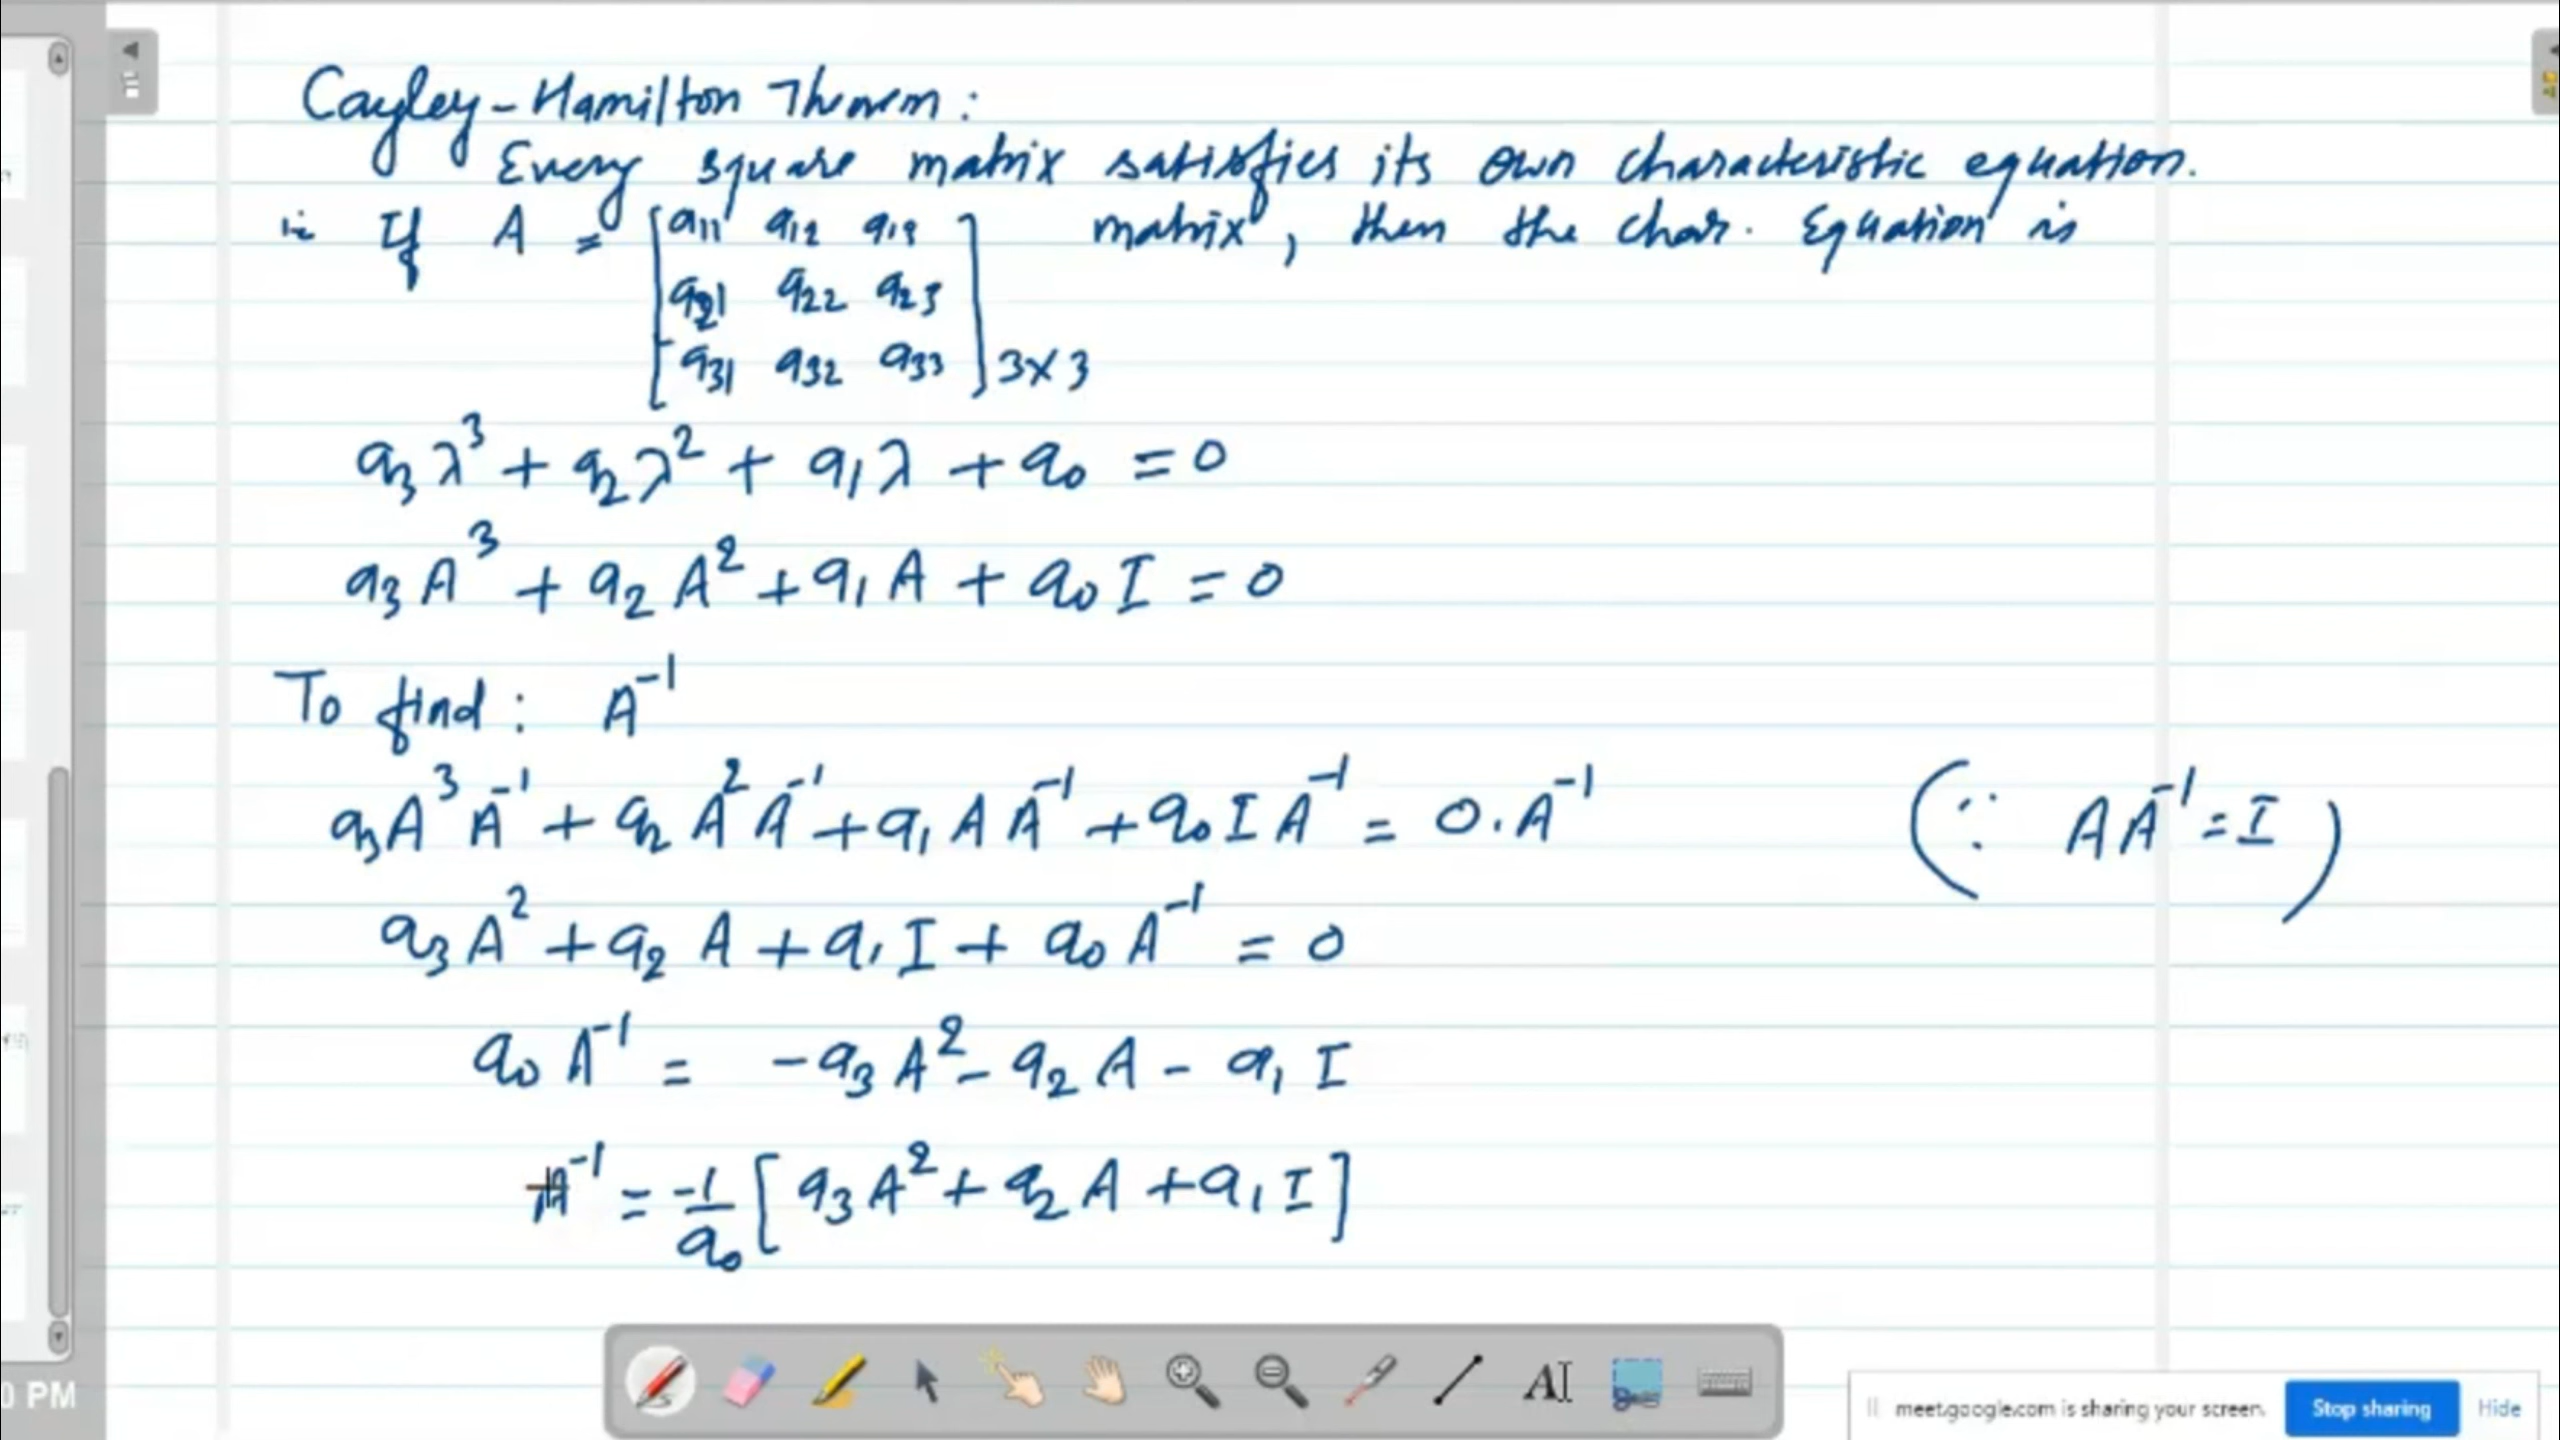 Cayley-Hamilton Theorem:
Every square matrix satisfies its own characteristic equation.
ie If A = [a11 a12 a13 matrix, then the char. Equation is
a21 a22 a23
a31 a32 a33]3×3
a3λ³ + a2λ² + a1λ + a0 = 0
a3A³ + a2A² + a1A + a0I = 0
To find: A⁻¹
a3A³A⁻¹ + a2A²A⁻¹ + a1AA⁻¹ + a0IA⁻¹ = 0.A⁻¹ (∵ AA⁻¹ = I)
a3A² + a2A + a1I + a0A⁻¹ = 0
a0A⁻¹ = -a3A² - a2A - a1I
A⁻¹ = -1/a0 [a3A² + a2A + a1I]
AI
0 PM
meet.google.com is sharing your screen. Stop sharing Hide